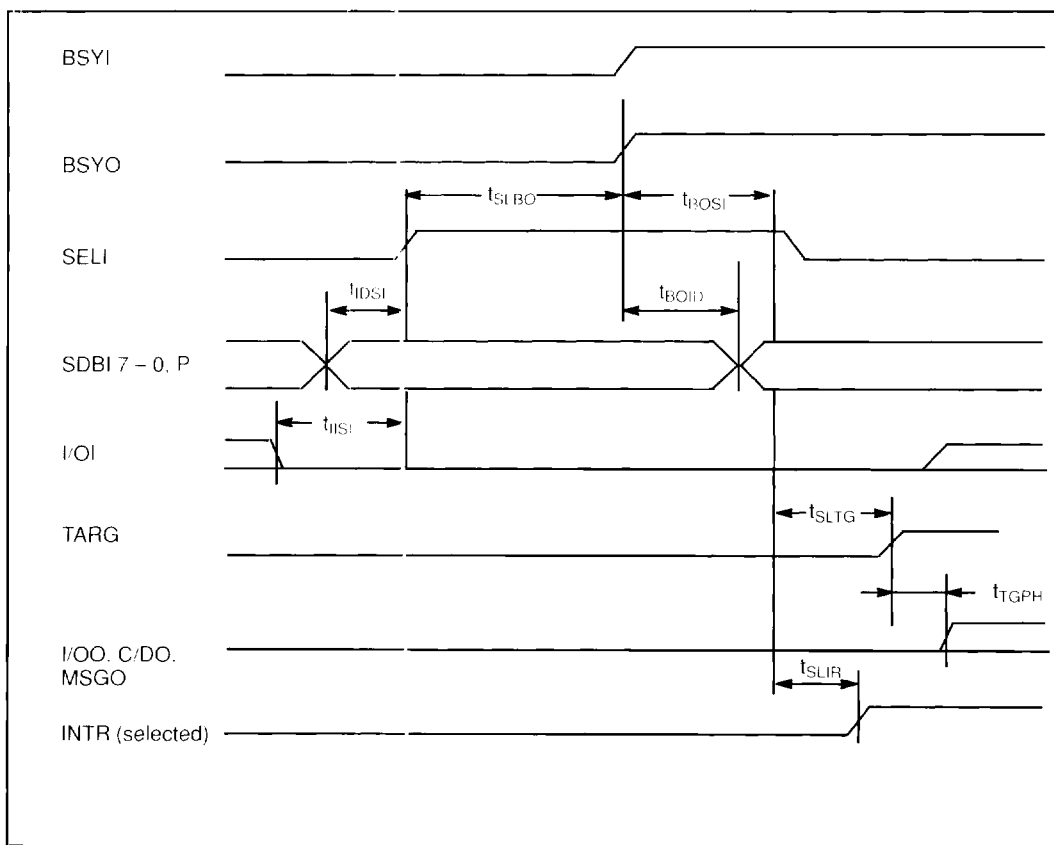 BSYI
BSYO
tSLBO
tBOSI
SELI
tIDSI
tBOID
SDBI 7 – 0, P
tIISI
I/OI
tSLTG
TARG
tTGPH
I/OO, C/DO,
MSGO
tSLIR
INTR (selected)